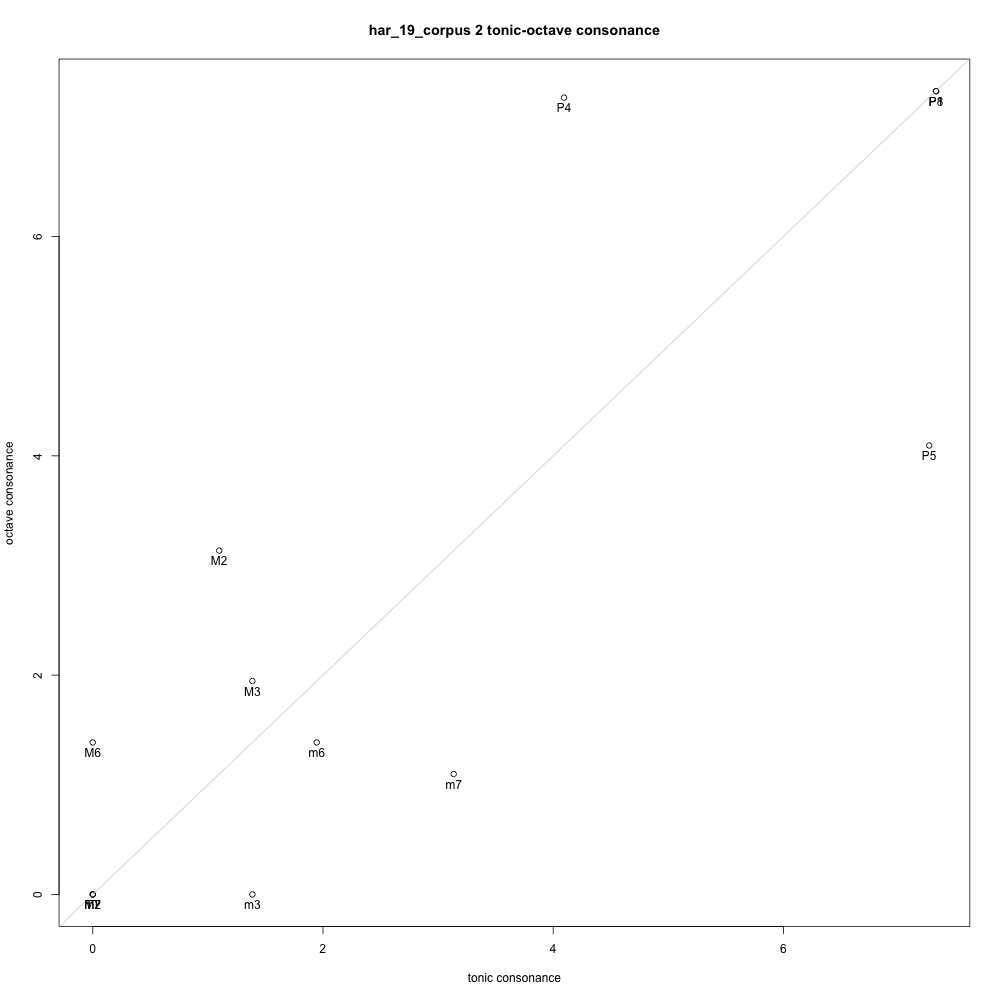 har_19_corpus 2 tonic-octave consonance
P4
P5
M2
M3
M6
m6
m7
m3
0
2
4
6
octave consonance
0
2
4
6
tonic consonance